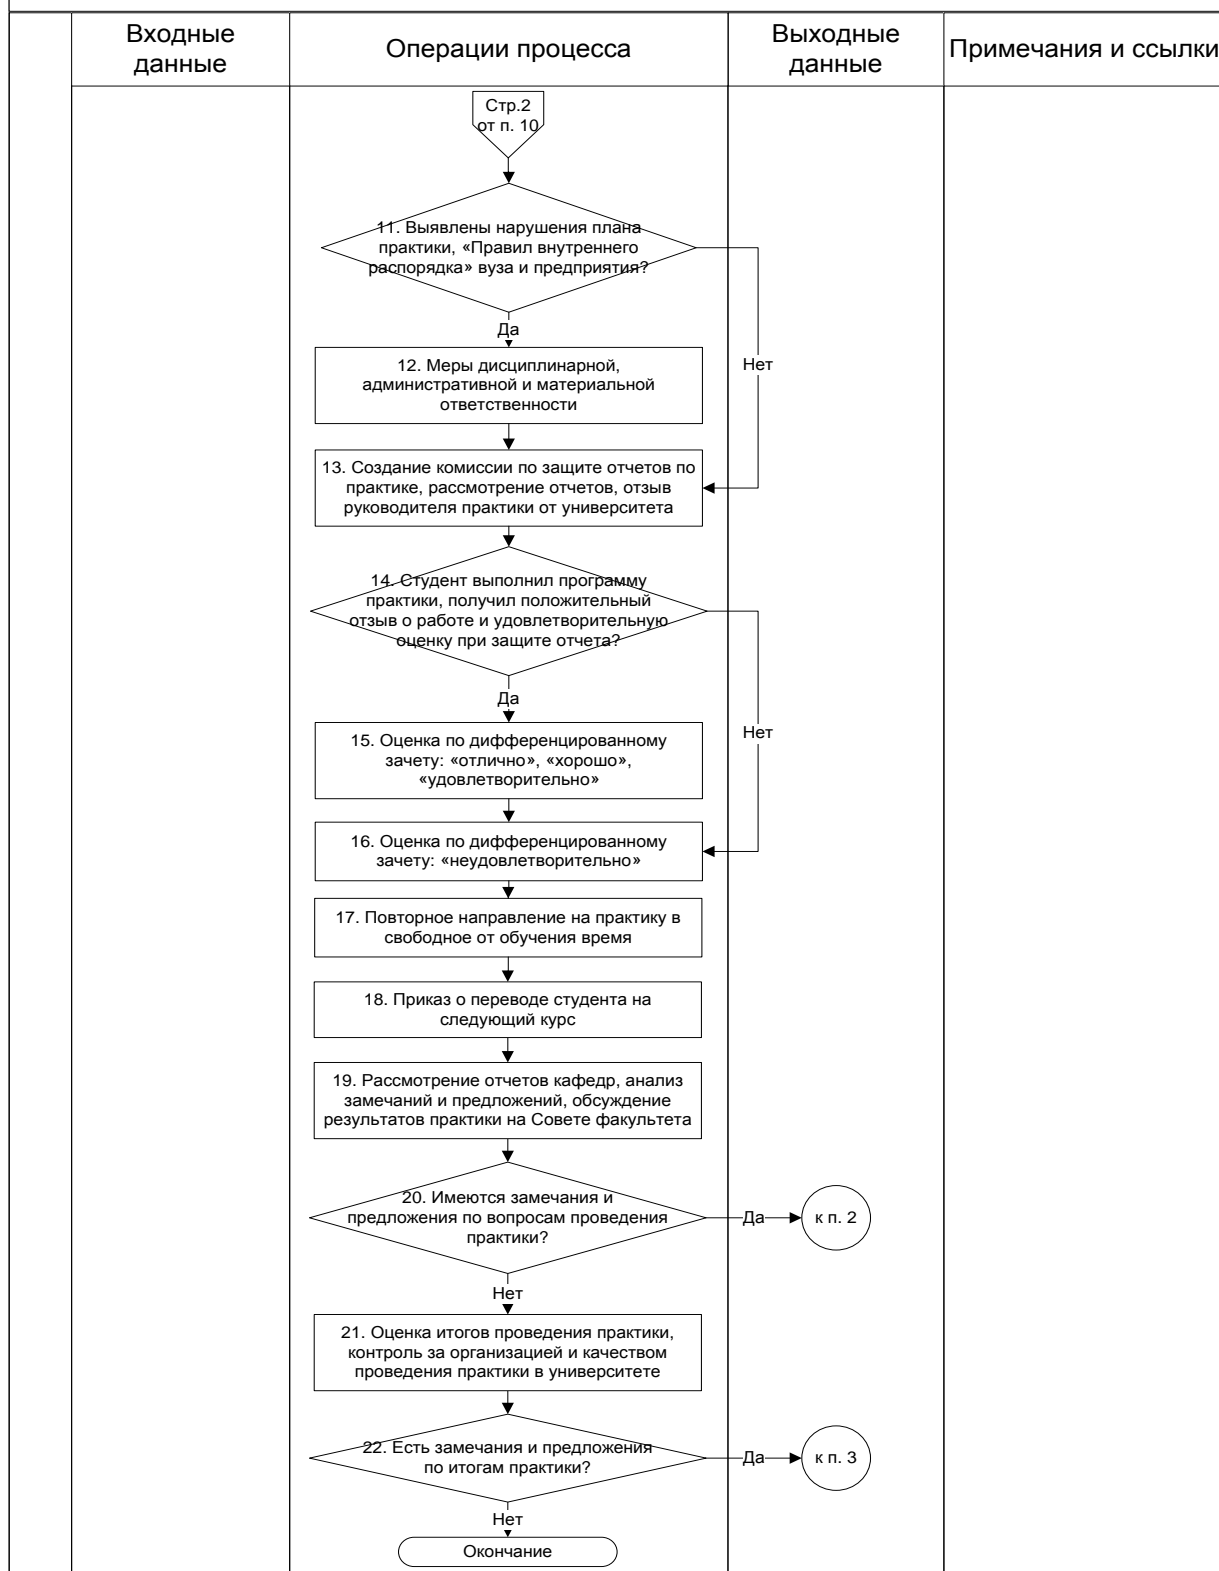 Входные
данные
Операции процесса
Выходные
данные
Примечания и ссылки
Стр.2
от п. 10
11. Выявлены нарушения плана
практики, «Правил внутреннего
распорядка» вуза и предприятия?
Да
Нет
12. Меры дисциплинарной,
административной и материальной
ответственности
13. Создание комиссии по защите отчетов по
практике, рассмотрение отчетов, отзыв
руководителя практики от университета
14. Студент выполнил программу
практики, получил положительный
отзыв о работе и удовлетворительную
оценку при защите отчета?
Да
Нет
15. Оценка по дифференцированному
зачету: «отлично», «хорошо»,
«удовлетворительно»
16. Оценка по дифференцированному
зачету: «неудовлетворительно»
17. Повторное направление на практику в
свободное от обучения время
18. Приказ о переводе студента на
следующий курс
19. Рассмотрение отчетов кафедр, анализ
замечаний и предложений, обсуждение
результатов практики на Совете факультета
20. Имеются замечания и
предложения по вопросам проведения
практики?
Да
к п. 2
Нет
21. Оценка итогов проведения практики,
контроль за организацией и качеством
проведения практики в университете
22. Есть замечания и предложения
по итогам практики?
Да
к п. 3
Нет
Окончание